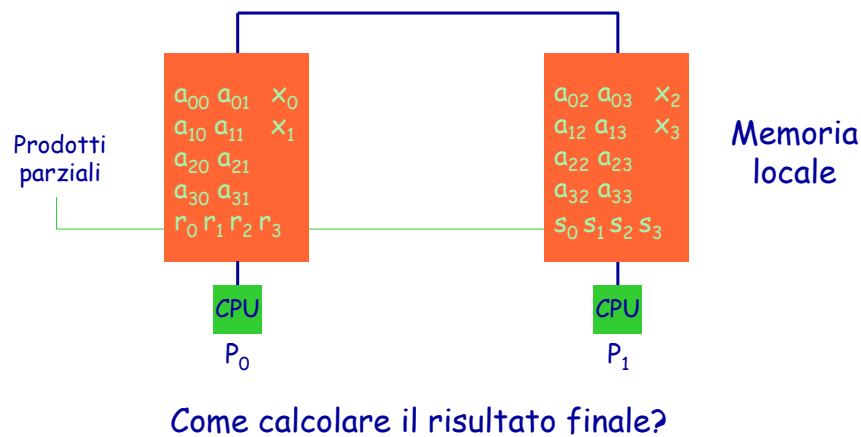 Prodotti
parziali
a₀₀ a₀₁ x₀
a₁₀ a₁₁ x₁
a₂₀ a₂₁
a₃₀ a₃₁
r₀ r₁ r₂ r₃
CPU
P₀
a₀₂ a₀₃ x₂
a₁₂ a₁₃ x₃
a₂₂ a₂₃
a₃₂ a₃₃
s₀ s₁ s₂ s₃
CPU
P₁
Memoria
locale
Come calcolare il risultato finale?